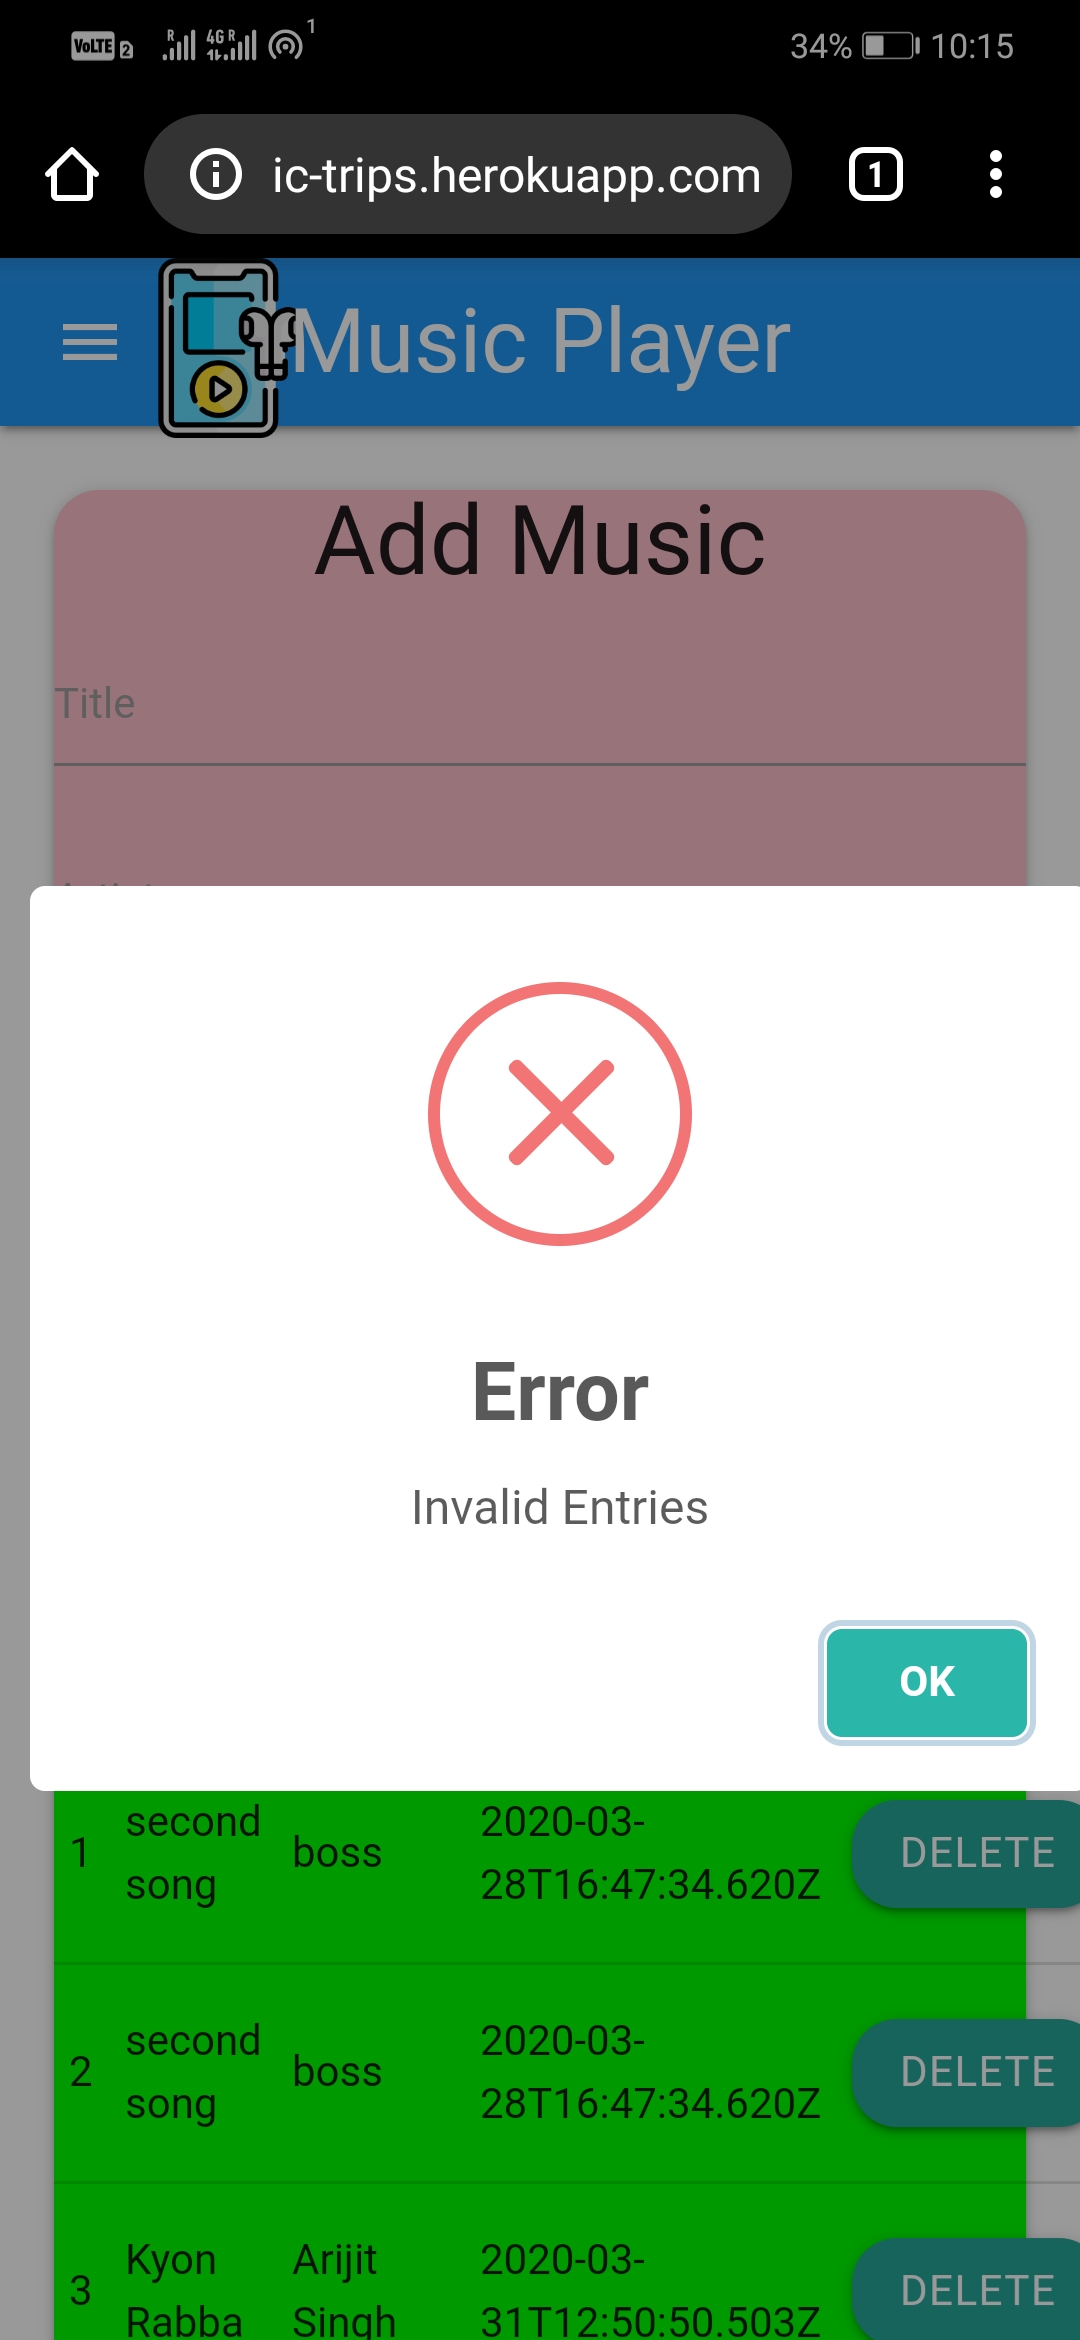 VoLTE 2 R 4G R 1 34% 10:15
ic-trips.herokuapp.com 1
Music Player
Add Music
Title
Error
Invalid Entries
OK
1 second song boss 2020-03-28T16:47:34.620Z DELETE
2 second song boss 2020-03-28T16:47:34.620Z DELETE
3 Kyon Rabba Arijit Singh 2020-03-31T12:50:50.503Z DELETE